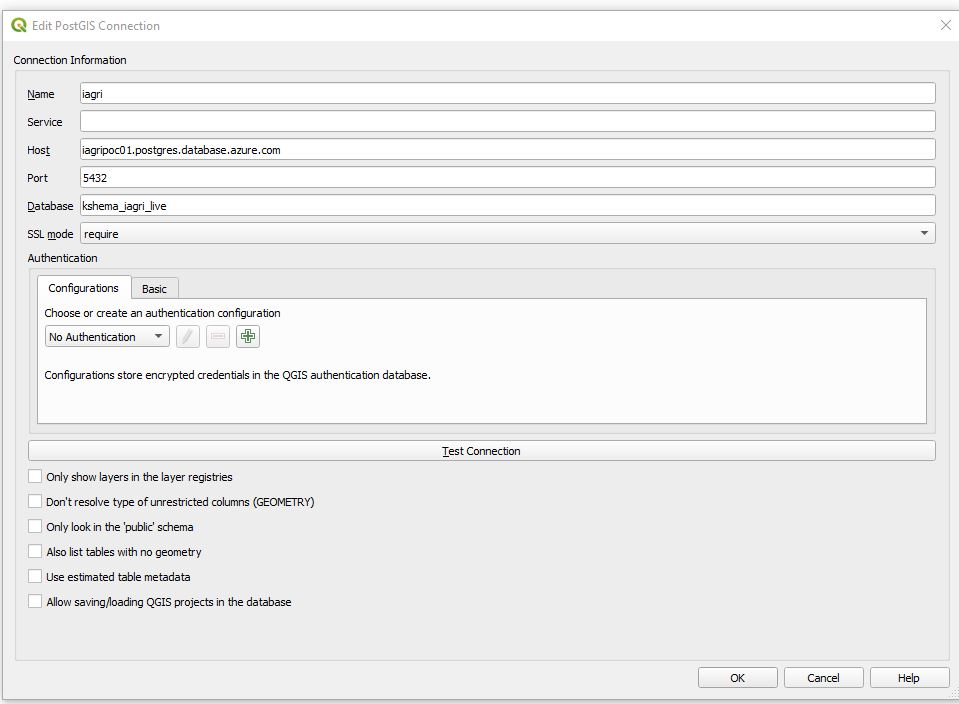 Edit PostGIS Connection
Connection Information
Name iagri
Service
Host iagripoc01.postgres.database.azure.com
Port 5432
Database kshema_iagri_live
SSL mode require
Authentication
Configurations Basic
Choose or create an authentication configuration
No Authentication
Configurations store encrypted credentials in the QGIS authentication database.
Test Connection
Only show layers in the layer registries
Don't resolve type of unrestricted columns (GEOMETRY)
Only look in the 'public' schema
Also list tables with no geometry
Use estimated table metadata
Allow saving/loading QGIS projects in the database
OK Cancel Help